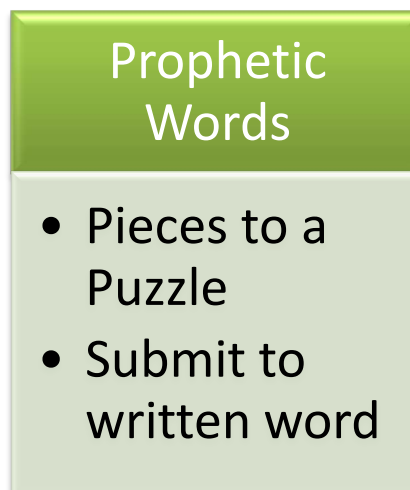 Prophetic
Words
• Pieces to a
Puzzle
• Submit to
written word